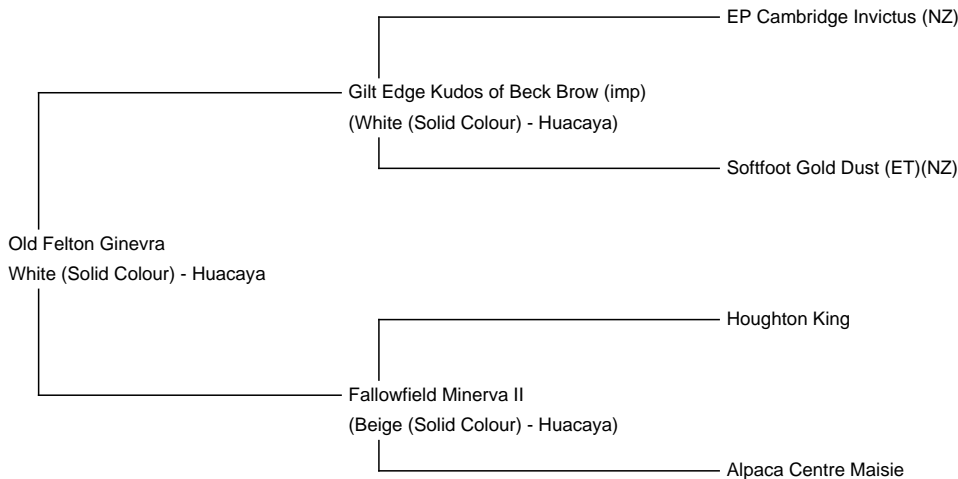 EP Cambridge Invictus (NZ)
Gilt Edge Kudos of Beck Brow (imp)
(White (Solid Colour) - Huacaya)
Softfoot Gold Dust (ET)(NZ)
Old Felton Ginevra
White (Solid Colour) - Huacaya
Houghton King
Fallowfield Minerva II
(Beige (Solid Colour) - Huacaya)
Alpaca Centre Maisie